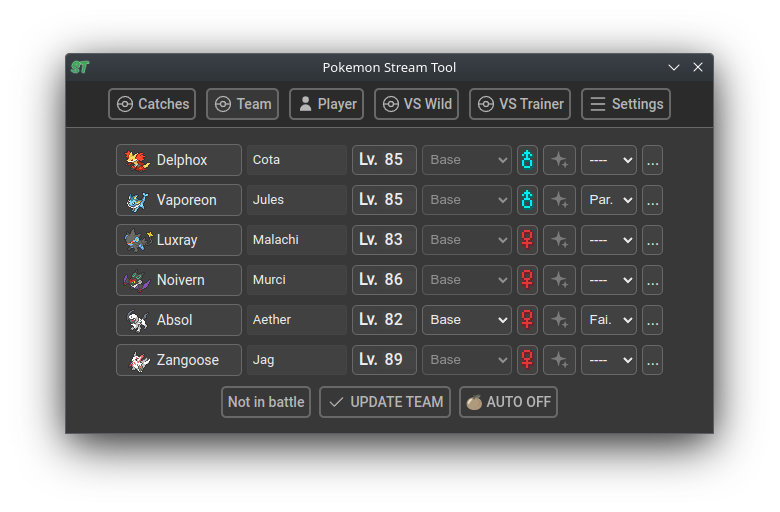 ST Pokemon Stream Tool
Catches Team Player VS Wild VS Trainer Settings
Delphox Cota Lv. 85 Base ---- ...
Vaporeon Jules Lv. 85 Base Par. ...
Luxray Malachi Lv. 83 Base ---- ...
Noivern Murci Lv. 86 Base ---- ...
Absol Aether Lv. 82 Base Fai. ...
Zangoose Jag Lv. 89 Base ---- ...
Not in battle UPDATE TEAM AUTO OFF